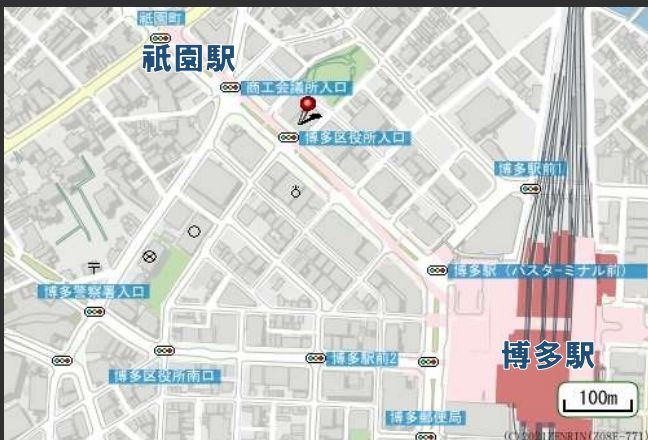 祇園町
祇園駅
商工会議所入口
博多区役所入口
博多駅前1
博多駅（バスターミナル前）
博多警察署入口
博多駅前2
博多駅
博多区役所南口
100m
博多郵便局
(C)2021ZENRIN(Z08E-771)